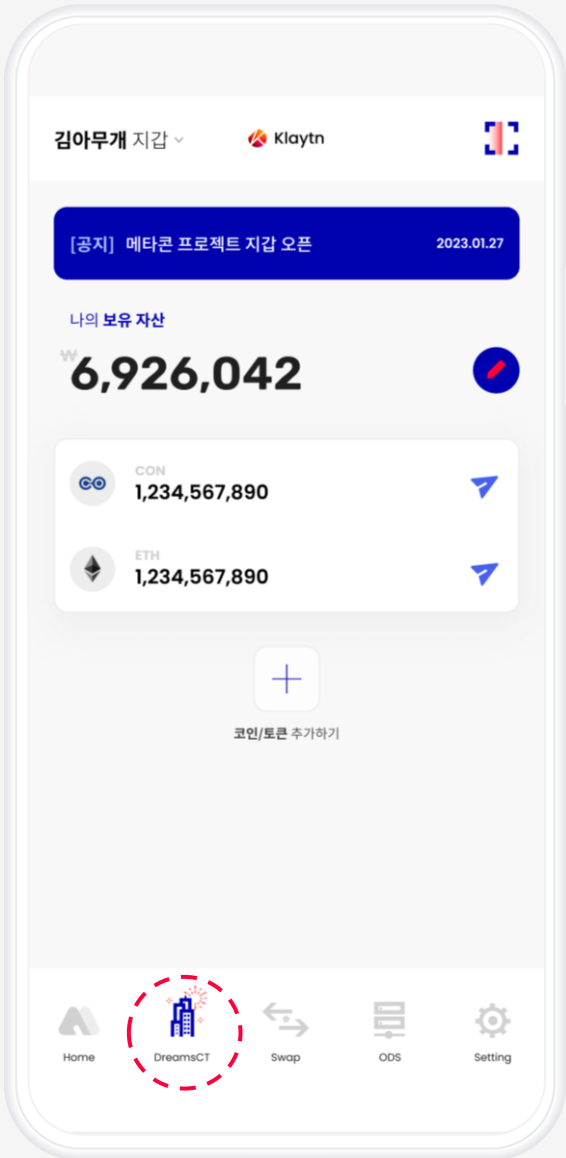 김아무개 지갑
Klaytn
[공지] 메타콘 프로젝트 지갑 오픈 2023.01.27
나의 보유 자산
₩6,926,042
CON
1,234,567,890
ETH
1,234,567,890
코인/토큰 추가하기
Home DreamsCT Swap ODS Setting